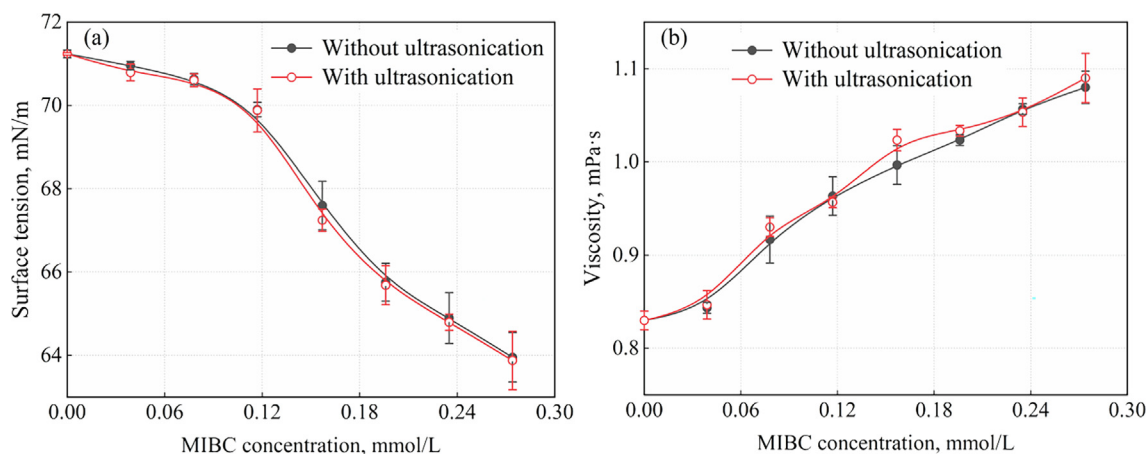 (a)
Without ultrasonication
With ultrasonication
72
70
68
66
64
Surface tension, mN/m
0.00 0.06 0.12 0.18 0.24 0.30
MIBC concentration, mmol/L
(b)
Without ultrasonication
With ultrasonication
1.1
1.0
0.9
0.8
Viscosity, mPa·s
0.00 0.06 0.12 0.18 0.24 0.30
MIBC concentration, mmol/L